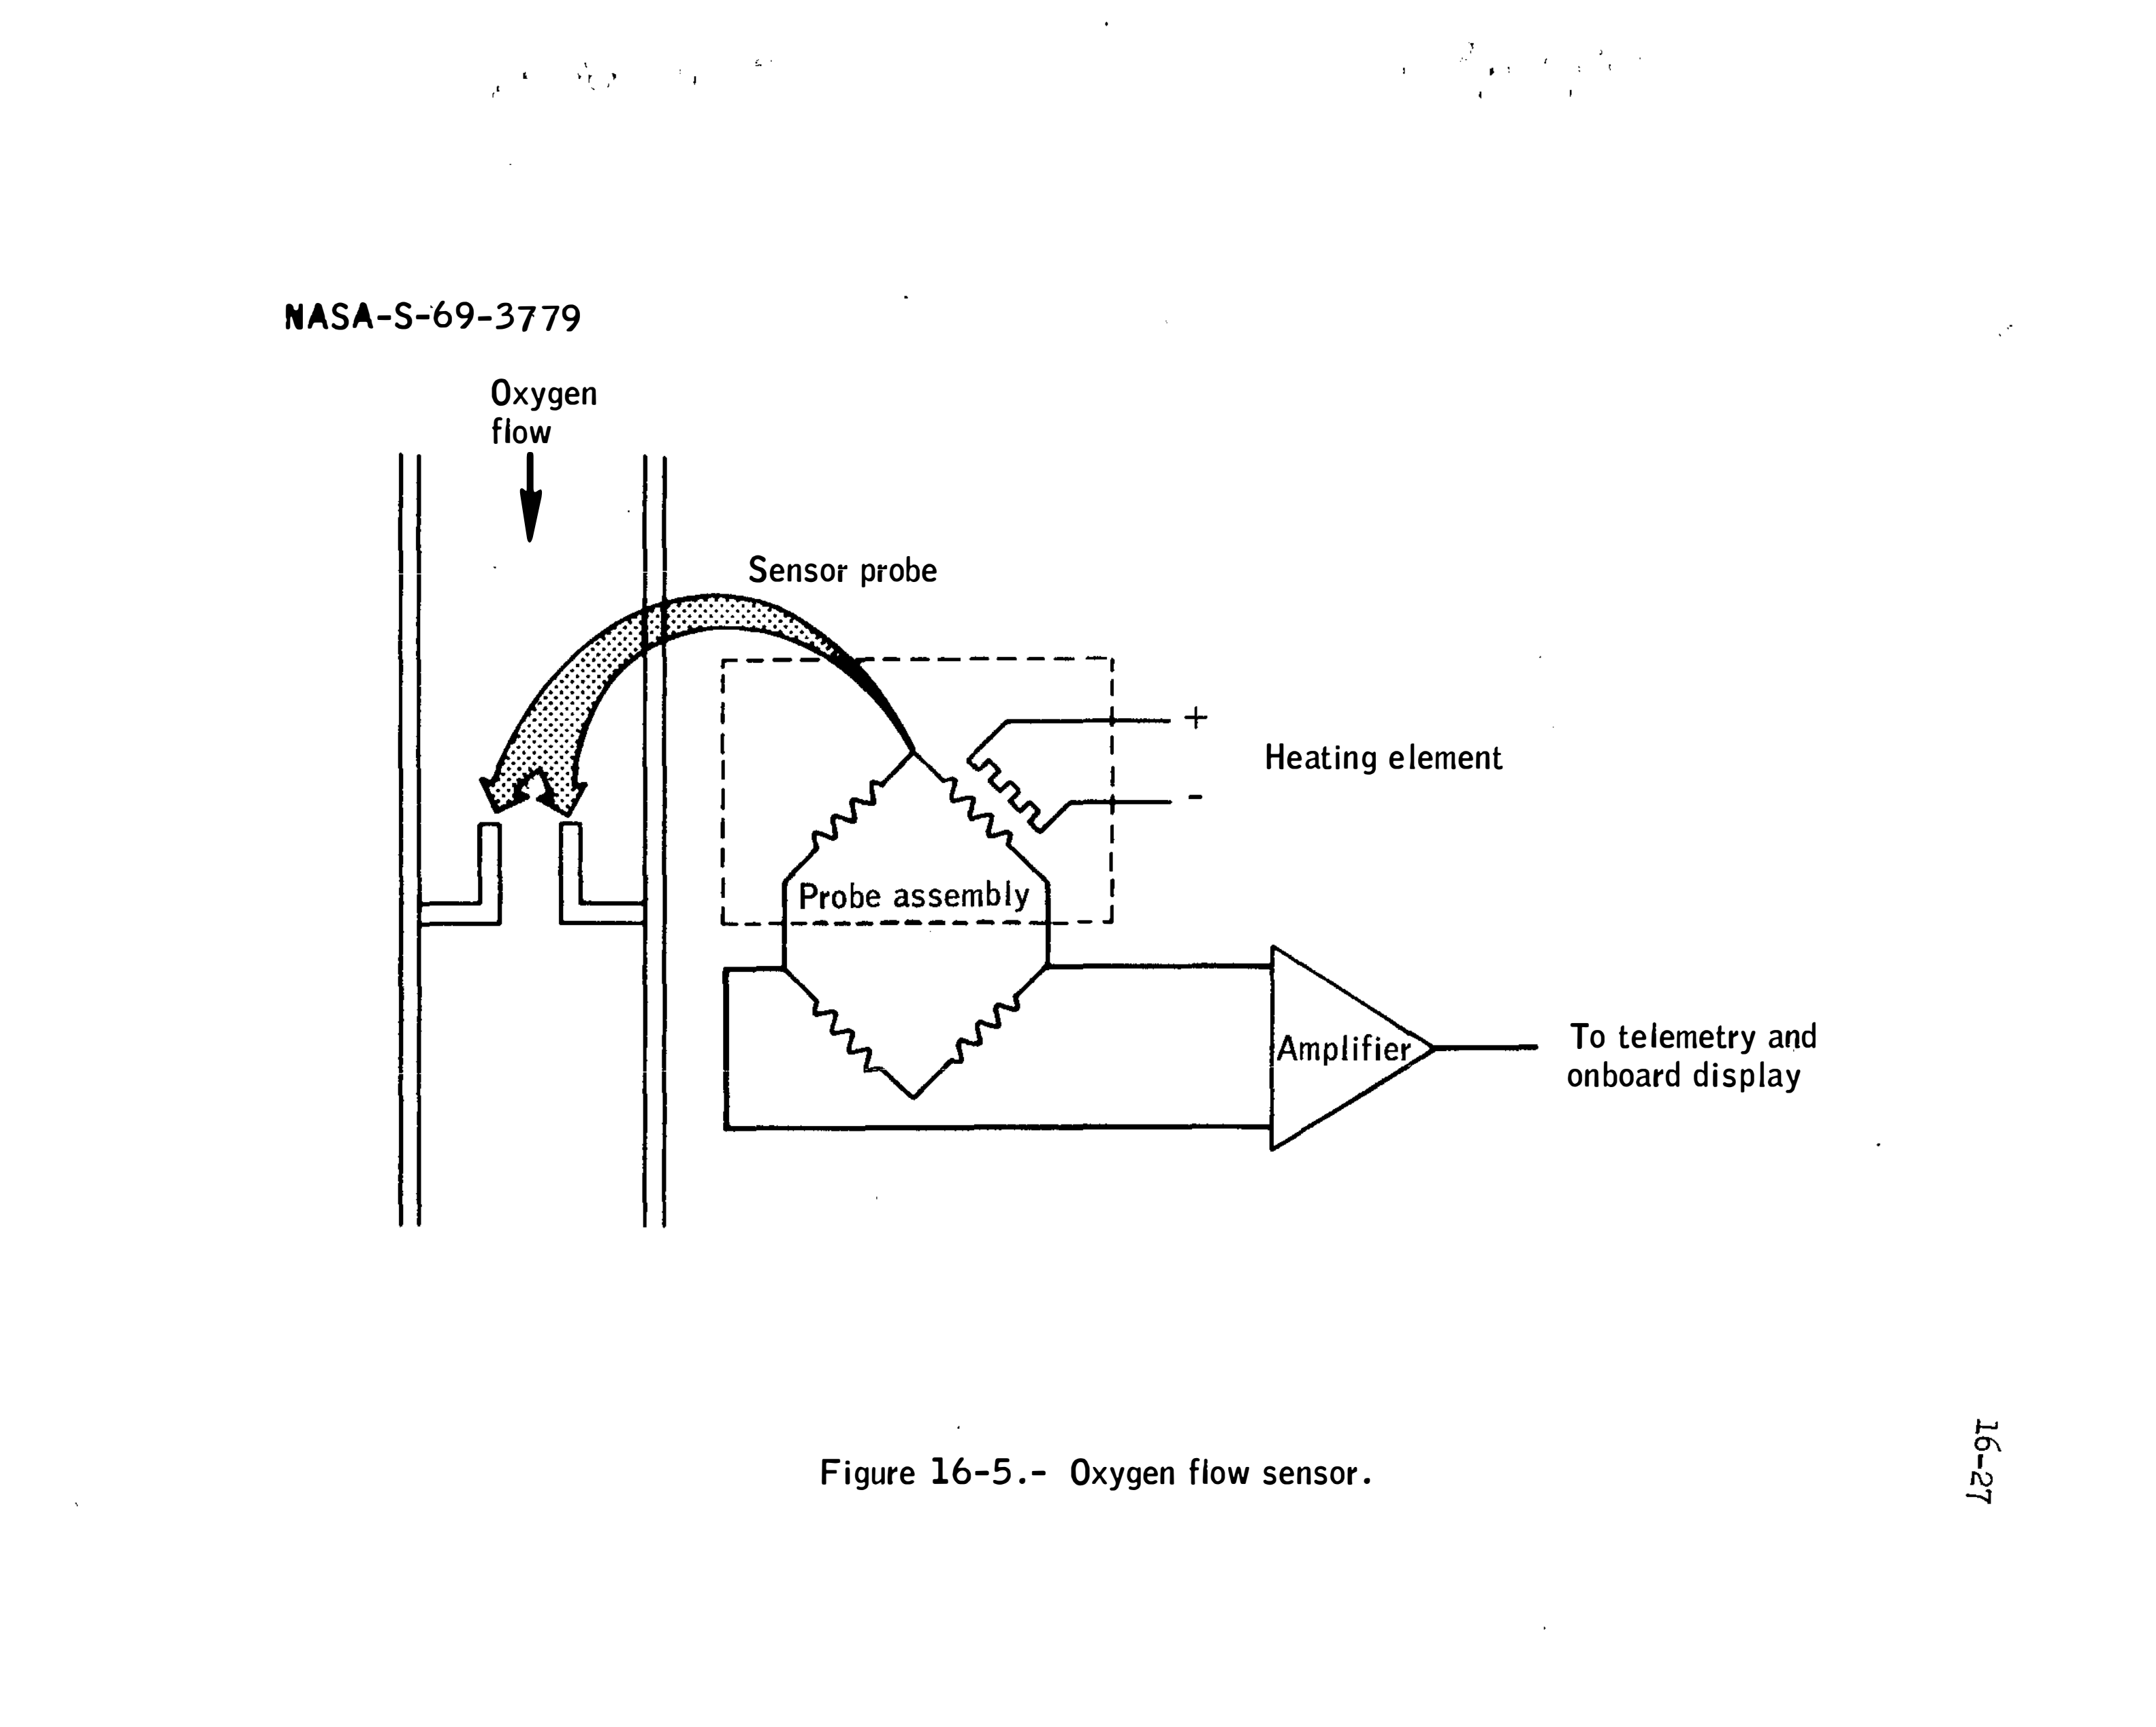 NASA-S-69-3779
Oxygen
flow
Sensor probe
+
Heating element
-
Probe assembly
Amplifier
To telemetry and
onboard display
Figure 16-5.- Oxygen flow sensor.
16-27